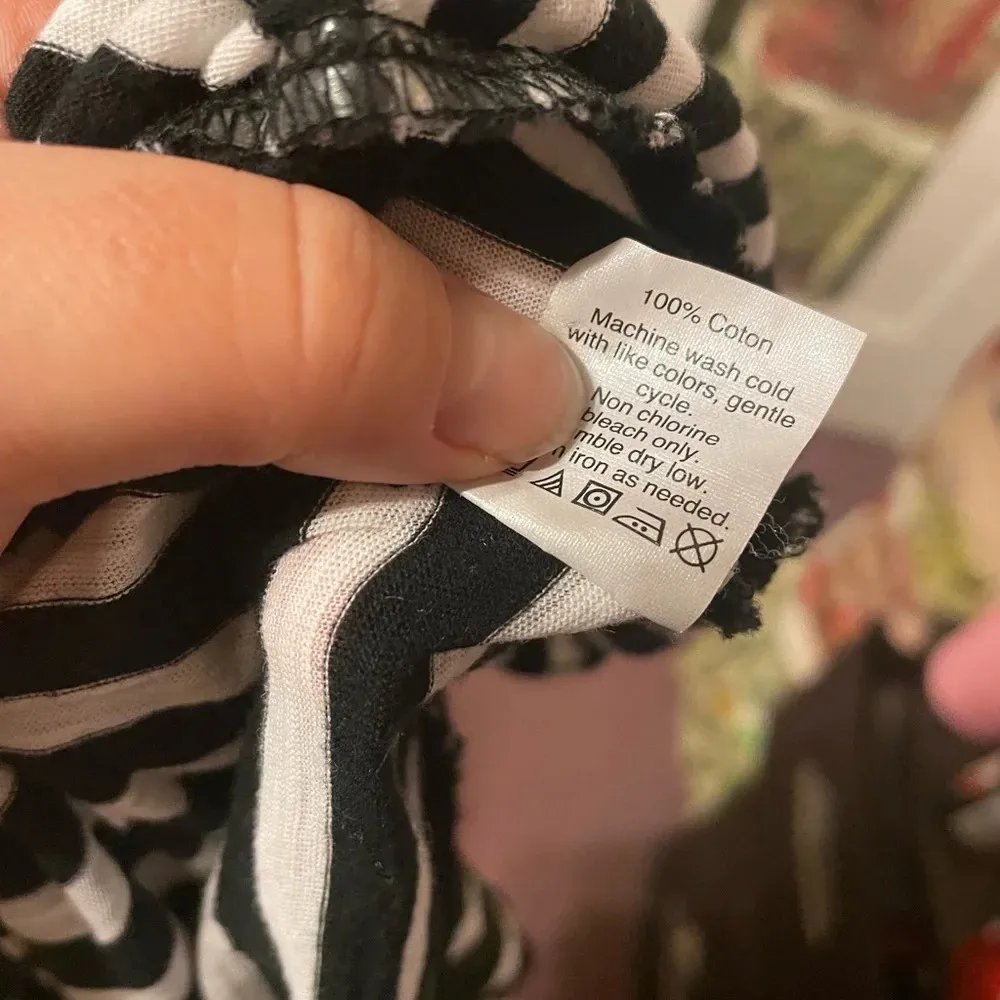 100% Coton
Machine wash cold
with like colors, gentle
cycle.
Non chlorine
bleach only.
mble dry low.
iron as needed.